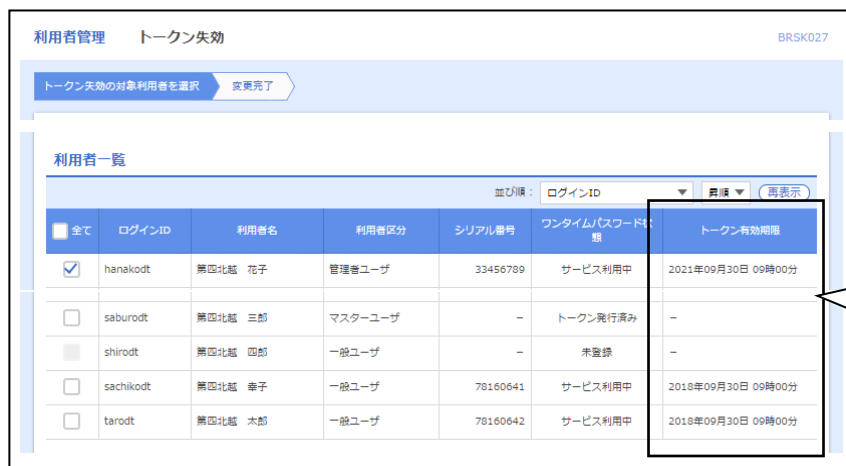 利用者管理 トークン失効 BRSK027
トークン失効の対象利用者を選択 変更完了
利用者一覧
並び順： ログインID 昇順 再表示
全て ログインID 利用者名 利用者区分 シリアル番号 ワンタイムパスワード状態 トークン有効期限
hanakodt 第四北越 花子 管理者ユーザ 33456789 サービス利用中 2021年09月30日 09時00分
saburodt 第四北越 三郎 マスターユーザ － トークン発行済み －
shirodt 第四北越 四郎 一般ユーザ － 未登録 －
sachikodt 第四北越 幸子 一般ユーザ 78160641 サービス利用中 2018年09月30日 09時00分
tarodt 第四北越 太郎 一般ユーザ 78160642 サービス利用中 2018年09月30日 09時00分